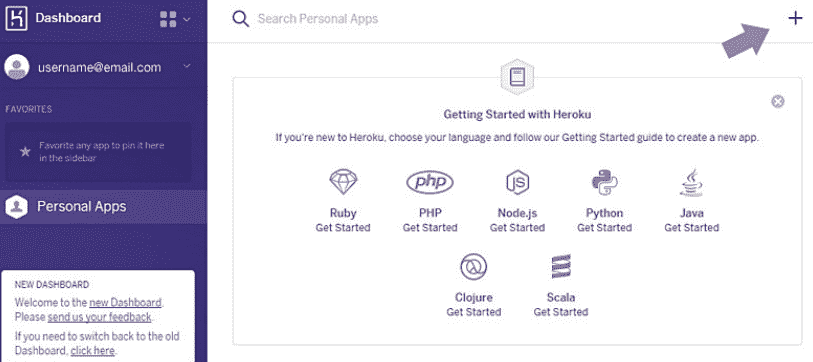 Dashboard
Search Personal Apps
username@email.com
FAVORITES
Favorite any app to pin it here
in the sidebar
Personal Apps
NEW DASHBOARD
Welcome to the new Dashboard.
Please send us your feedback.
If you need to switch back to the old
Dashboard, click here.
Getting Started with Heroku
If you're new to Heroku, choose your language and follow our Getting Started guide to create a new app.
php
JS
Ruby
PHP
Node.js
Python
Java
Get Started
Get Started
Get Started
Get Started
Get Started
Clojure
Scala
Get Started
Get Started